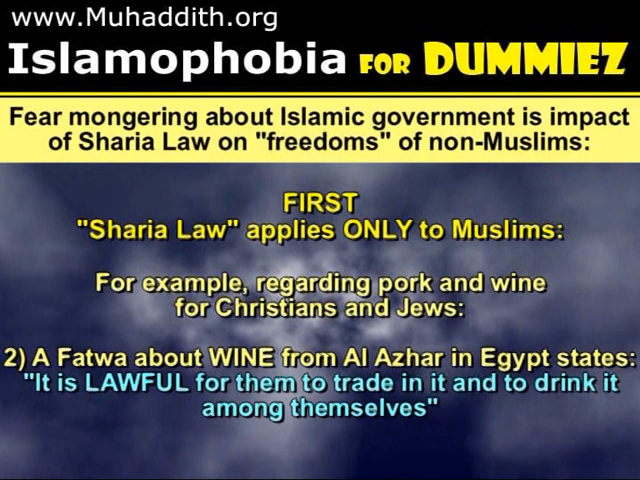 www.Muhaddith.org
Islamophobia FOR DUMMIEZ
Fear mongering about Islamic government is impact
of Sharia Law on "freedoms" of non-Muslims:
FIRST
"Sharia Law" applies ONLY to Muslims:
For example, regarding pork and wine
for Christians and Jews:
2) A Fatwa about WINE from Al Azhar in Egypt states:
"It is LAWFUL for them to trade in it and to drink it
among themselves"